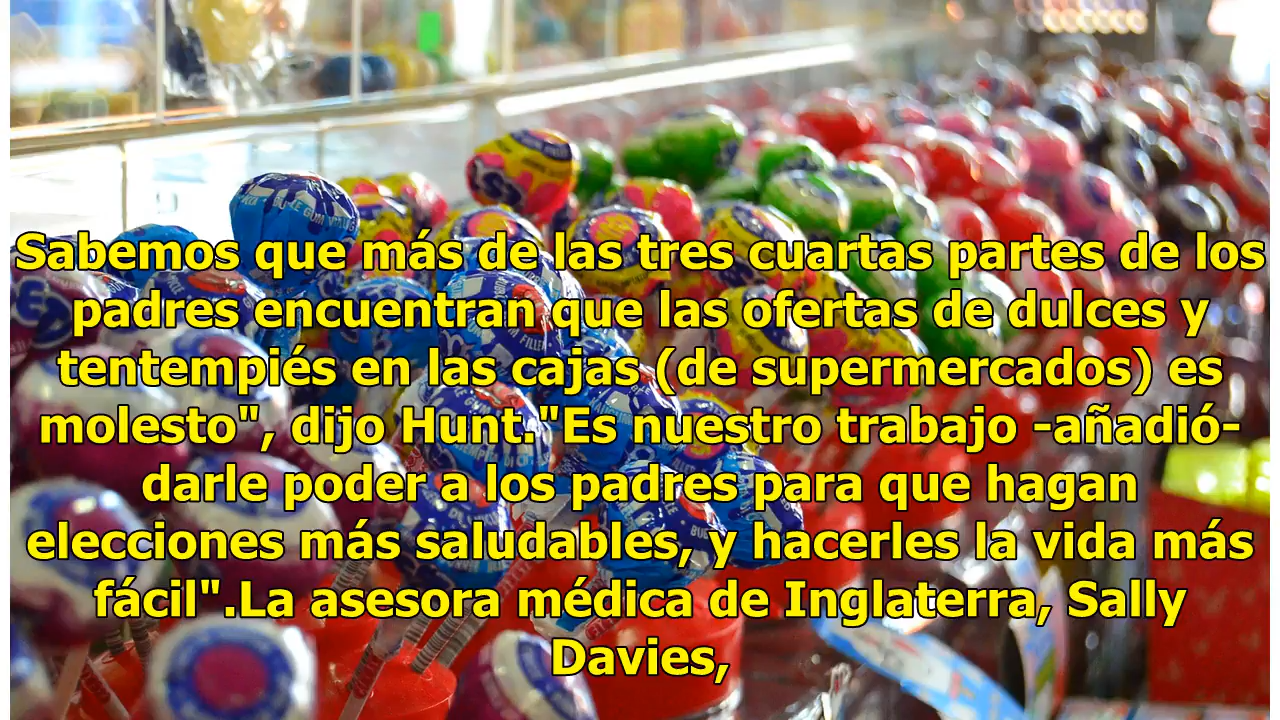 Sabemos que más de las tres cuartas partes de los
padres encuentran que las ofertas de dulces y
tentempiés en las cajas (de supermercados) es
molesto", dijo Hunt."Es nuestro trabajo -añadió-
darle poder a los padres para que hagan
elecciones más saludables, y hacerles la vida más
fácil".La asesora médica de Inglaterra, Sally
Davies,